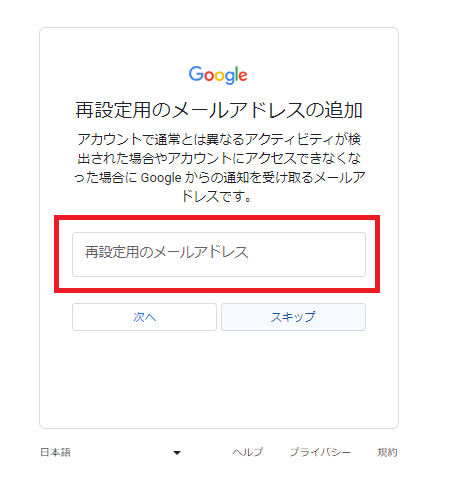 Google
再設定用のメールアドレスの追加
アカウントで通常とは異なるアクティビティが検
出された場合やアカウントにアクセスできなくな
った場合に Google からの通知を受け取るメールア
ドレスです。
再設定用のメールアドレス
次へ スキップ
日本語 ヘルプ プライバシー 規約